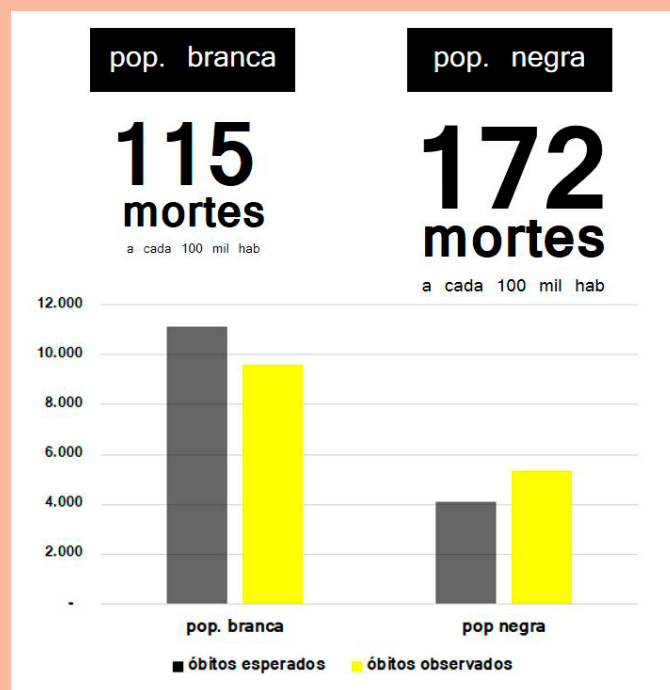 pop. branca
115
mortes
a cada 100 mil hab
pop. negra
172
mortes
a cada 100 mil hab
12.000
10.000
8.000
6.000
4.000
2.000
-
pop. branca
pop negra
óbitos esperados
óbitos observados